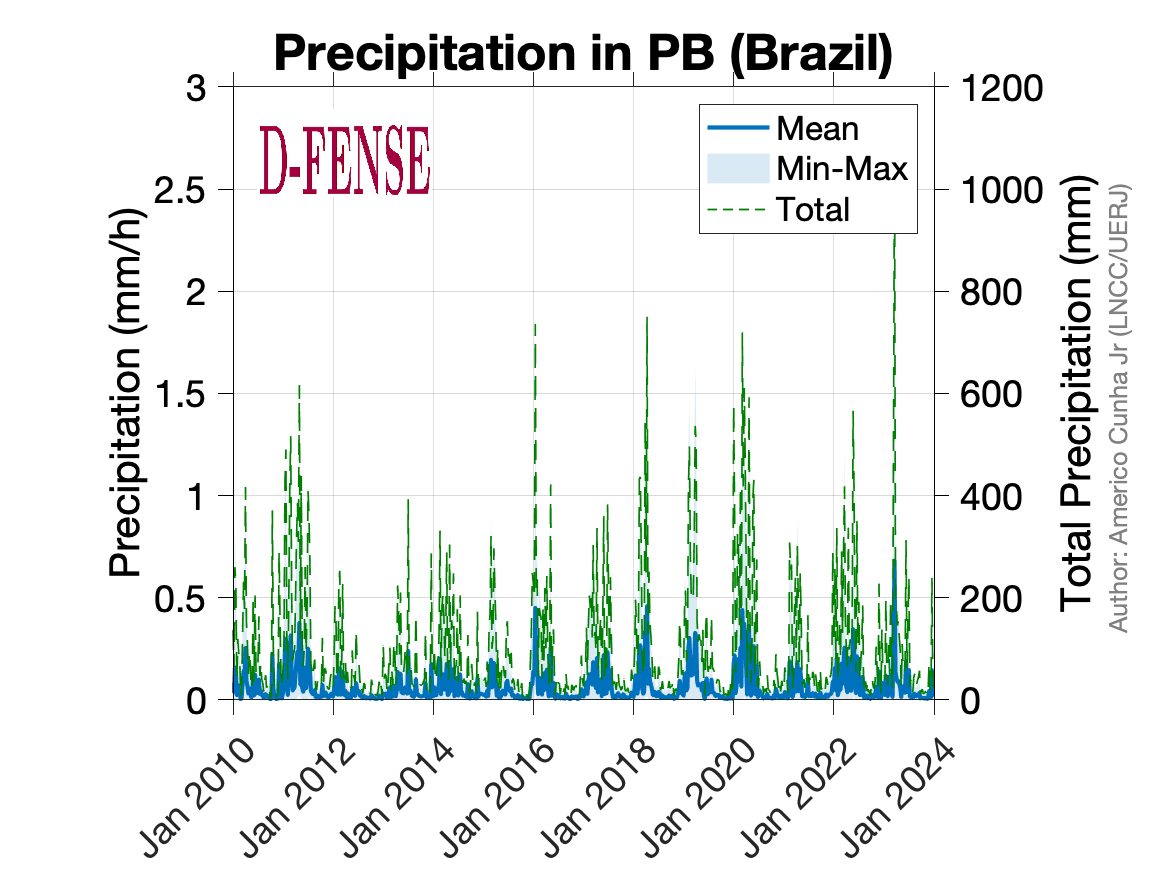 Precipitation in PB (Brazil)
D-FENSE
Mean
Min-Max
Total
Precipitation (mm/h)
3
2.5
2
1.5
1
0.5
0
1200
1000
800
600
400
200
0
Total Precipitation (mm)
Author: Americo Cunha Jr (LNCC/UERJ)
Jan 2010
Jan 2012
Jan 2014
Jan 2016
Jan 2018
Jan 2020
Jan 2022
Jan 2024